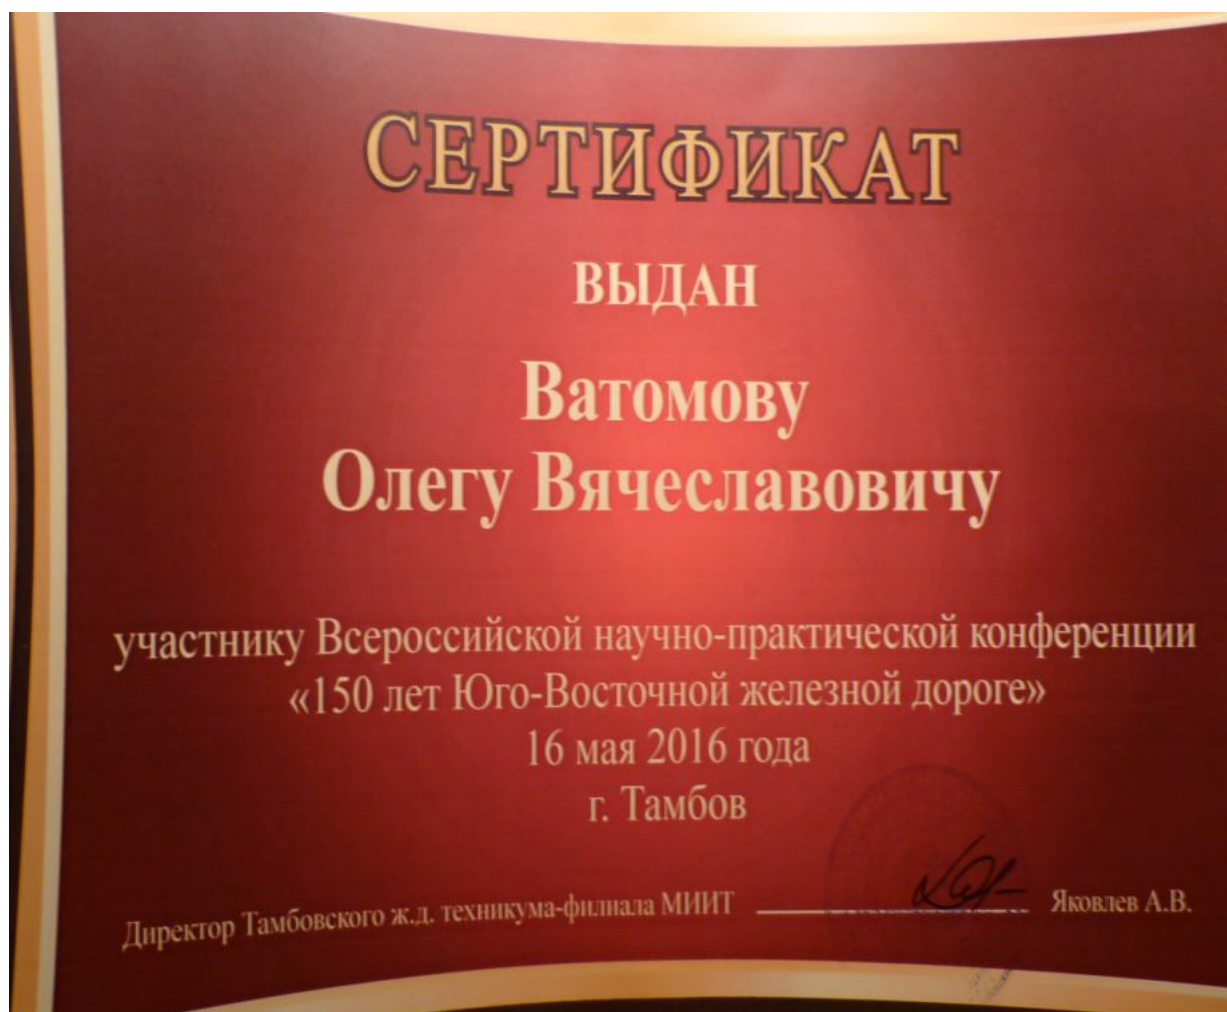 СЕРТИФИКАТ
ВЫДАН
Ватомову
Олегу Вячеславовичу
участнику Всероссийской научно-практической конференции
«150 лет Юго-Восточной железной дороге»
16 мая 2016 года
г. Тамбов
Директор Тамбовского ж.д. техникума-филиала МИИТ Яковлев А.В.